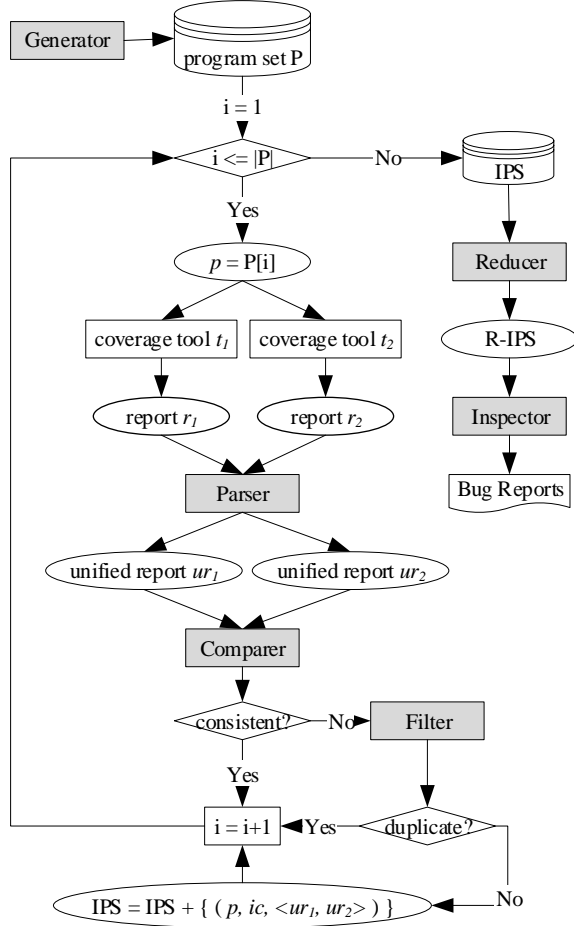 Generator
program set P
i = 1
i <= |P|
No
IPS
Yes
Reducer
p = P[i]
coverage tool t1
coverage tool t2
R-IPS
report r1
report r2
Inspector
Parser
Bug Reports
unified report ur1
unified report ur2
Comparer
consistent?
No
Filter
Yes
i = i+1
Yes
duplicate?
No
IPS = IPS + { ( p, ic, <ur1, ur2> ) }